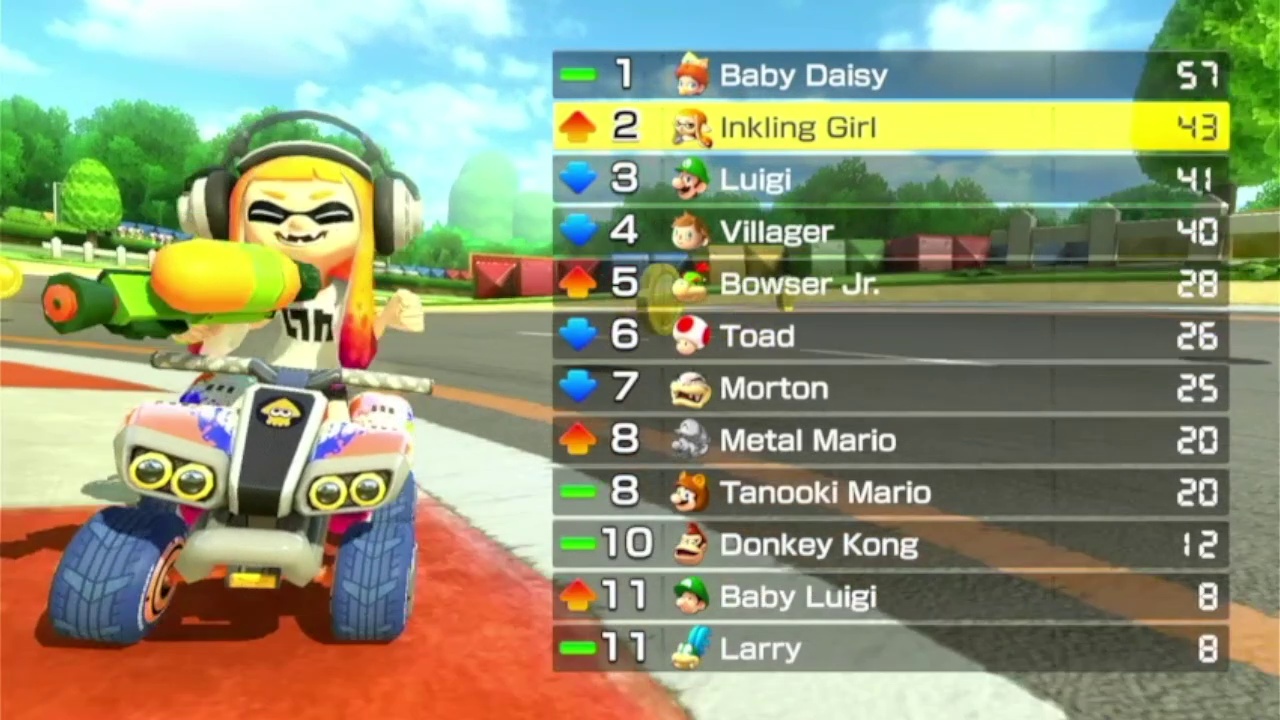 1 Baby Daisy 57
2 Inkling Girl 43
3 Luigi 41
4 Villager 40
5 Bowser Jr. 28
6 Toad 26
7 Morton 25
8 Metal Mario 20
8 Tanooki Mario 20
10 Donkey Kong 12
11 Baby Luigi 8
11 Larry 8